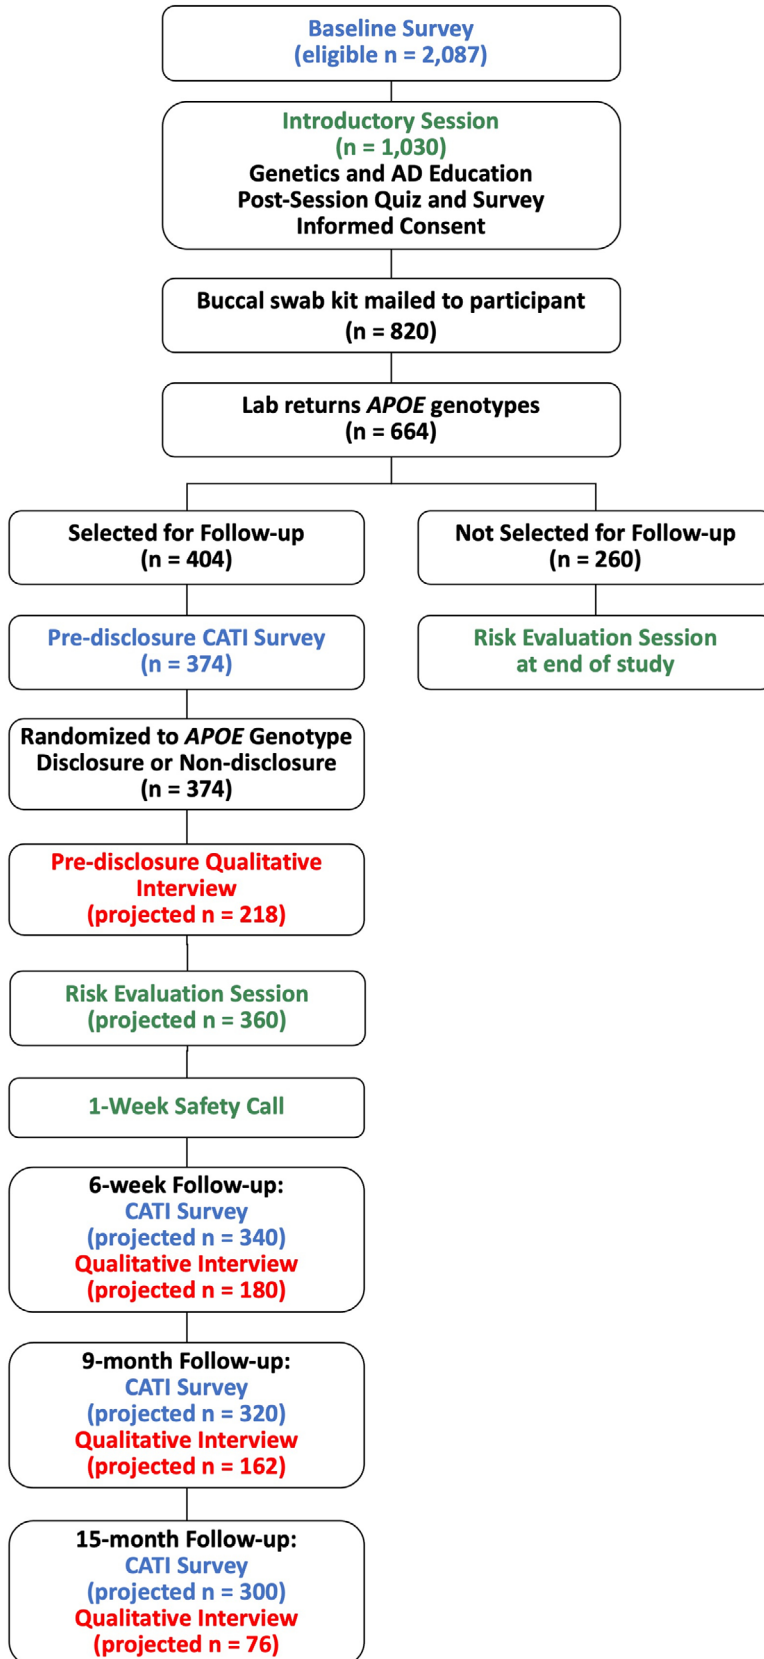 Baseline Survey
(eligible n = 2,087)
Introductory Session
(n = 1,030)
Genetics and AD Education
Post-Session Quiz and Survey
Informed Consent
Buccal swab kit mailed to participant
(n = 820)
Lab returns APOE genotypes
(n = 664)
Selected for Follow-up
(n = 404)
Not Selected for Follow-up
(n = 260)
Pre-disclosure CATI Survey
(n = 374)
Risk Evaluation Session
at end of study
Randomized to APOE Genotype
Disclosure or Non-disclosure
(n = 374)
Pre-disclosure Qualitative
Interview
(projected n = 218)
Risk Evaluation Session
(projected n = 360)
1-Week Safety Call
6-week Follow-up:
CATI Survey
(projected n = 340)
Qualitative Interview
(projected n = 180)
9-month Follow-up:
CATI Survey
(projected n = 320)
Qualitative Interview
(projected n = 162)
15-month Follow-up:
CATI Survey
(projected n = 300)
Qualitative Interview
(projected n = 76)